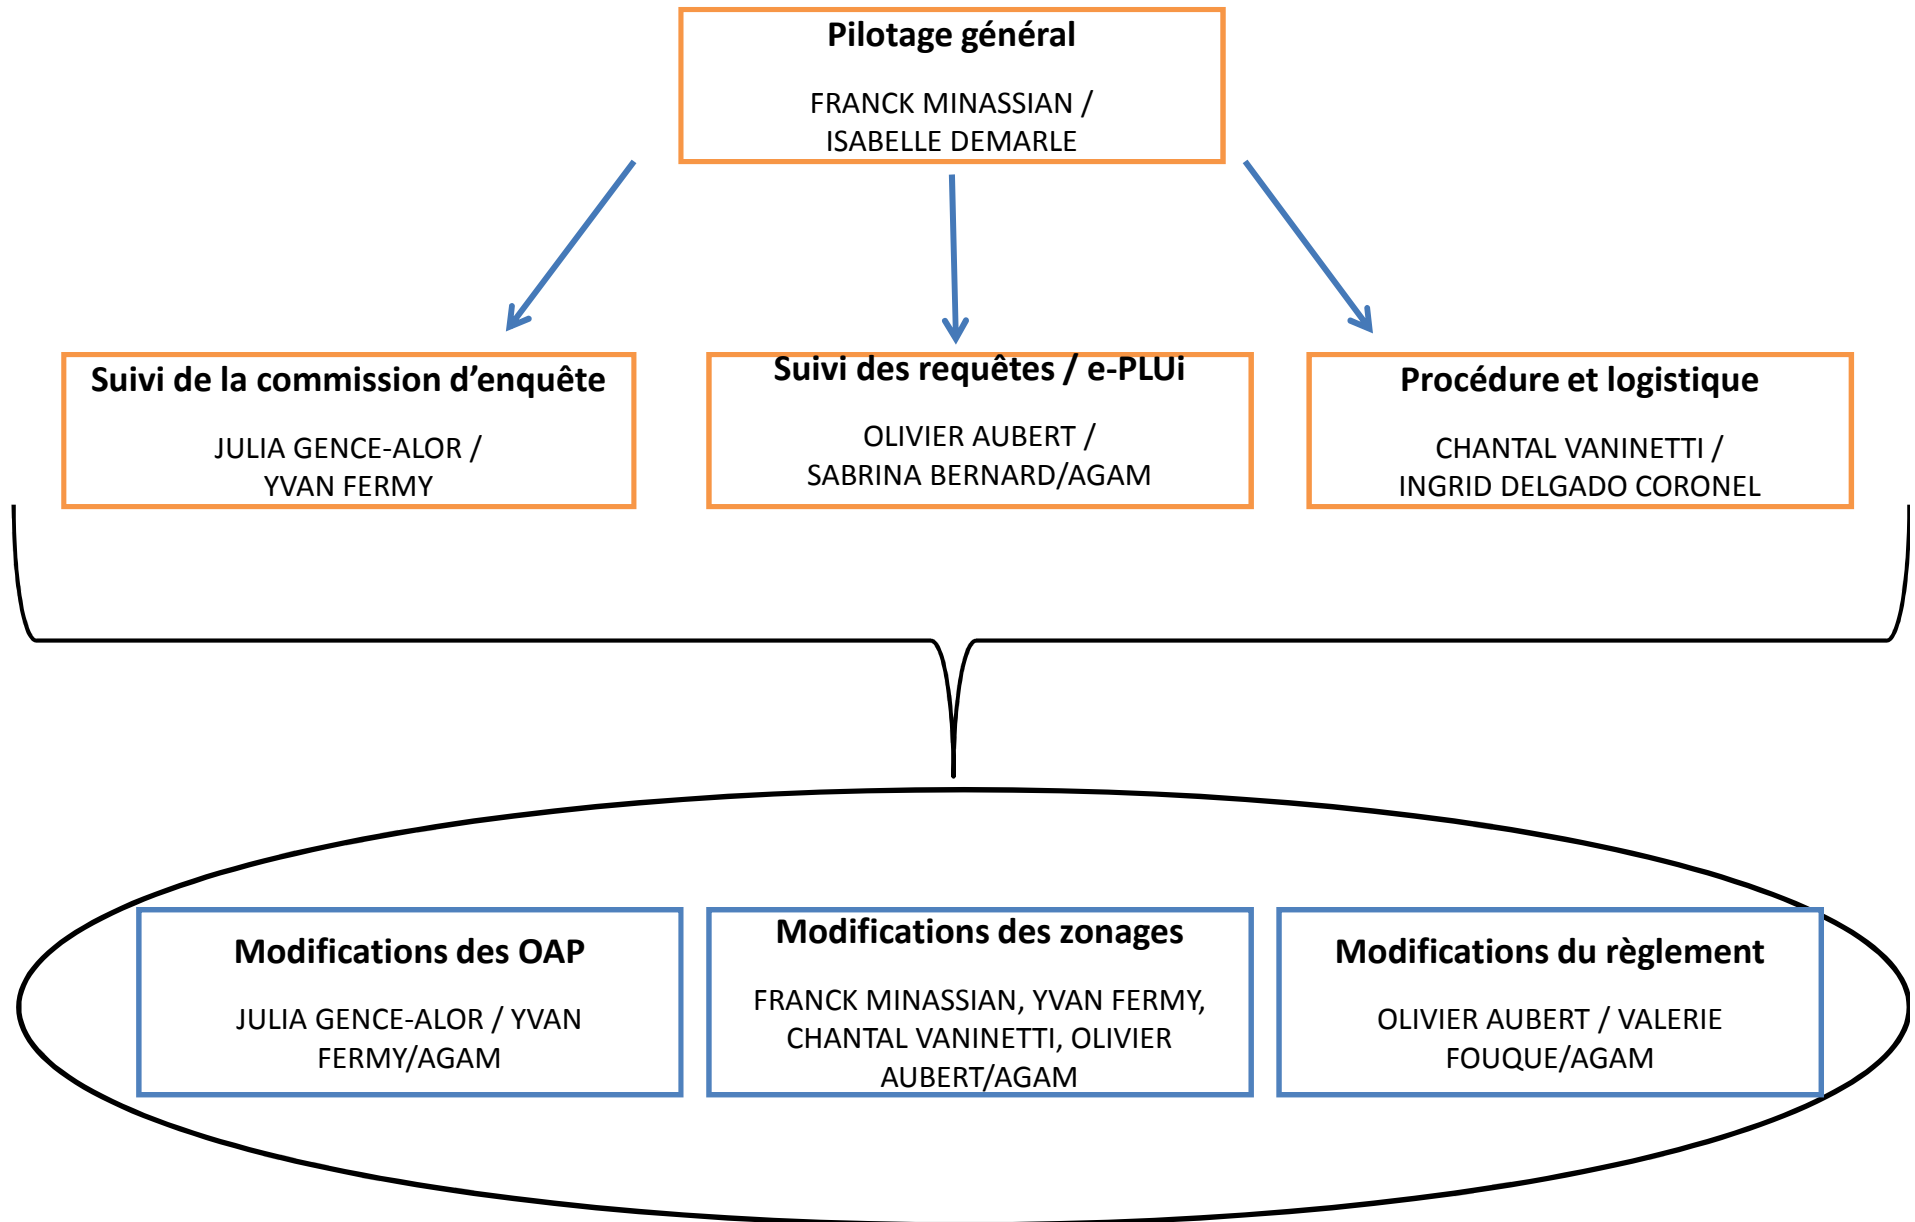 Pilotage général
FRANCK MINASSIAN /
ISABELLE DEMARLE
Suivi de la commission d'enquête
JULIA GENCE-ALOR /
YVAN FERMY
Suivi des requêtes / e-PLUi
OLIVIER AUBERT /
SABRINA BERNARD/AGAM
Procédure et logistique
CHANTAL VANINETTI /
INGRID DELGADO CORONEL
Modifications des OAP
JULIA GENCE-ALOR / YVAN
FERMY/AGAM
Modifications des zonages
FRANCK MINASSIAN, YVAN FERMY,
CHANTAL VANINETTI, OLIVIER
AUBERT/AGAM
Modifications du règlement
OLIVIER AUBERT / VALERIE
FOUQUE/AGAM